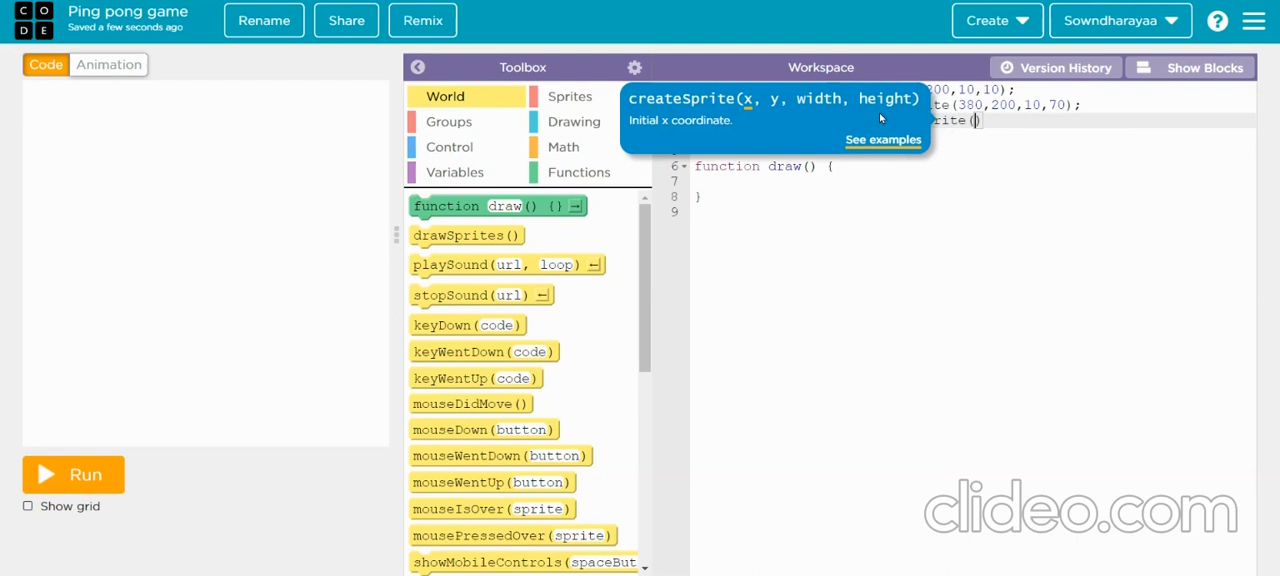 C O
D E
Ping pong game
Saved a few seconds ago
Rename
Share
Remix
Create
Sowndharayaa
?
Code
Animation
Toolbox
Workspace
Version History
Show Blocks
World
Sprites
Groups
Drawing
Control
Math
Variables
Functions
function draw() {}
drawSprites()
playSound(url, loop)
stopSound(url)
keyDown(code)
keyWentDown(code)
keyWentUp(code)
mouseDidMove()
mouseDown(button)
mouseWentDown(button)
mouseWentUp(button)
mouseIsOver(sprite)
mousePressedOver(sprite)
showMobileControls(spaceBut
createSprite(x, y, width, height)
Initial x coordinate.
See examples
200,10,10);
te(380,200,10,70);
rite()
6 function draw() {
7
8 }
9
Run
Show grid
clideo.com